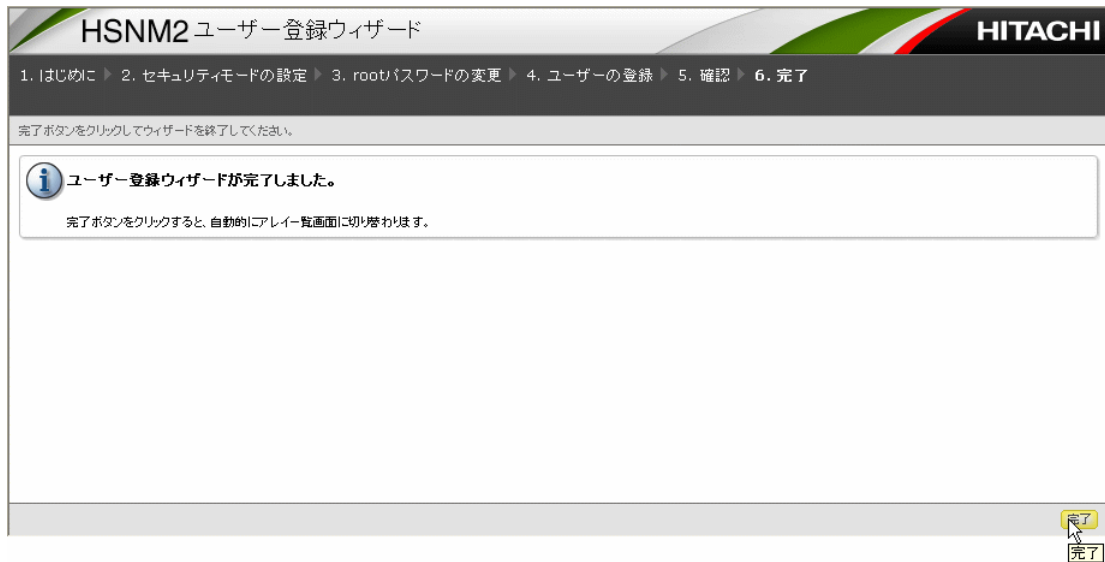 HSNM2 ユーザー登録ウィザード
HITACHI
1. はじめに 2. セキュリティモードの設定 3. rootパスワードの変更 4. ユーザーの登録 5. 確認 6. 完了
完了ボタンをクリックしてウィザードを終了してください。
ユーザー登録ウィザードが完了しました。
完了ボタンをクリックすると、自動的にアレイ一覧画面に切り替わります。
完了
完了